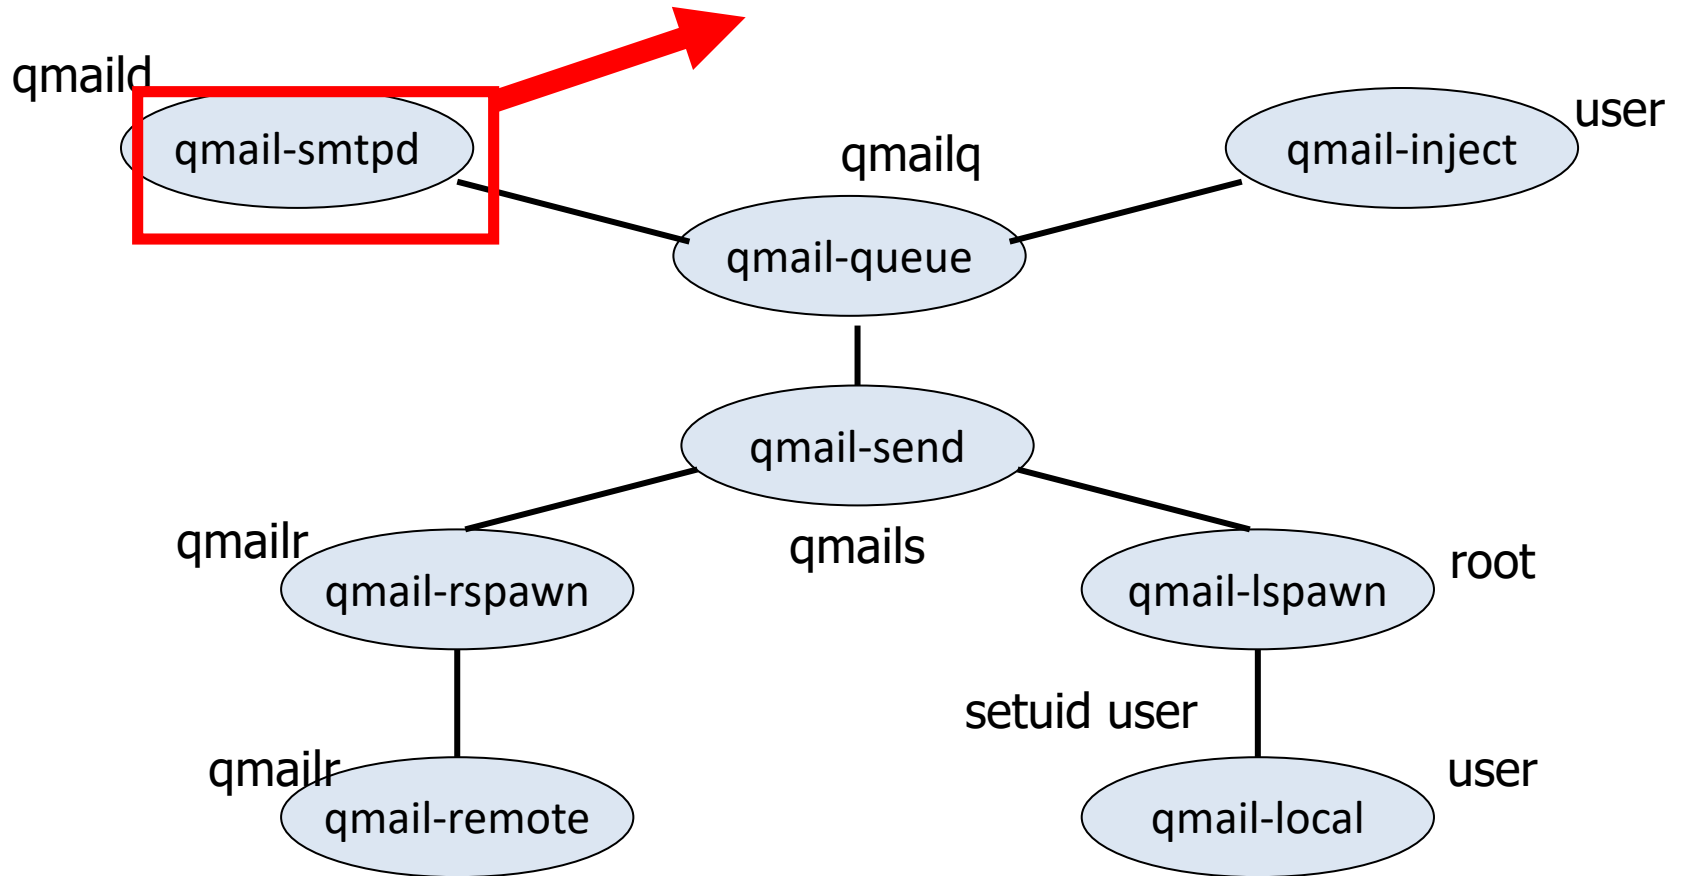 qmaild
qmail-smtpd
user
qmail-inject
qmailq
qmail-queue
qmail-send
qmails
qmailr
qmail-rspawn
root
qmail-lspawn
setuid user
qmailr
qmail-remote
user
qmail-local